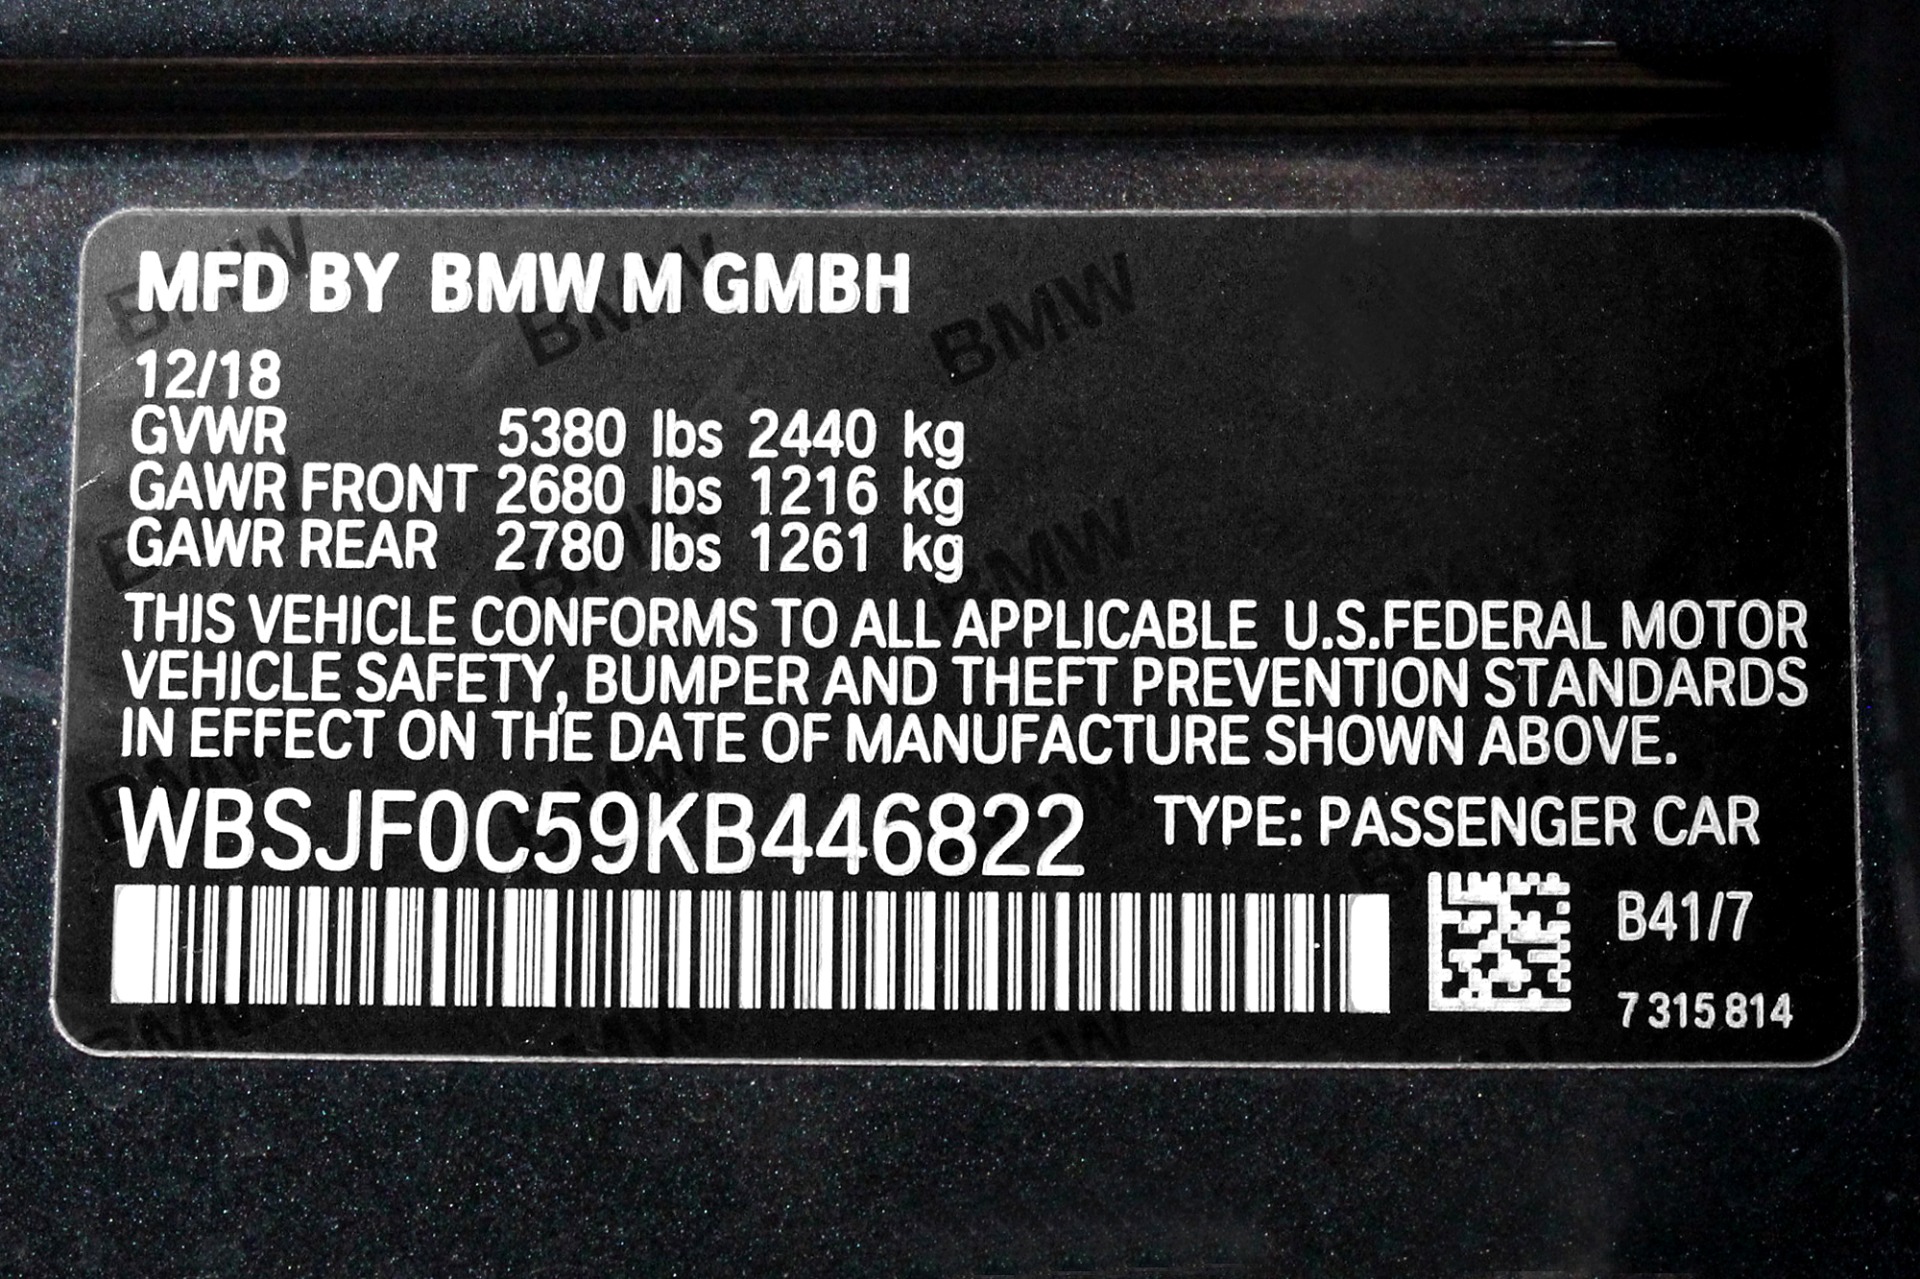 MFD BY BMW M GMBH
12/18
GVWR 5380 lbs 2440 kg
GAWR FRONT 2680 lbs 1216 kg
GAWR REAR 2780 lbs 1261 kg
THIS VEHICLE CONFORMS TO ALL APPLICABLE U.S.FEDERAL MOTOR
VEHICLE SAFETY, BUMPER AND THEFT PREVENTION STANDARDS
IN EFFECT ON THE DATE OF MANUFACTURE SHOWN ABOVE.
WBSJF0C59KB446822 TYPE: PASSENGER CAR
B41/7
7 315 814